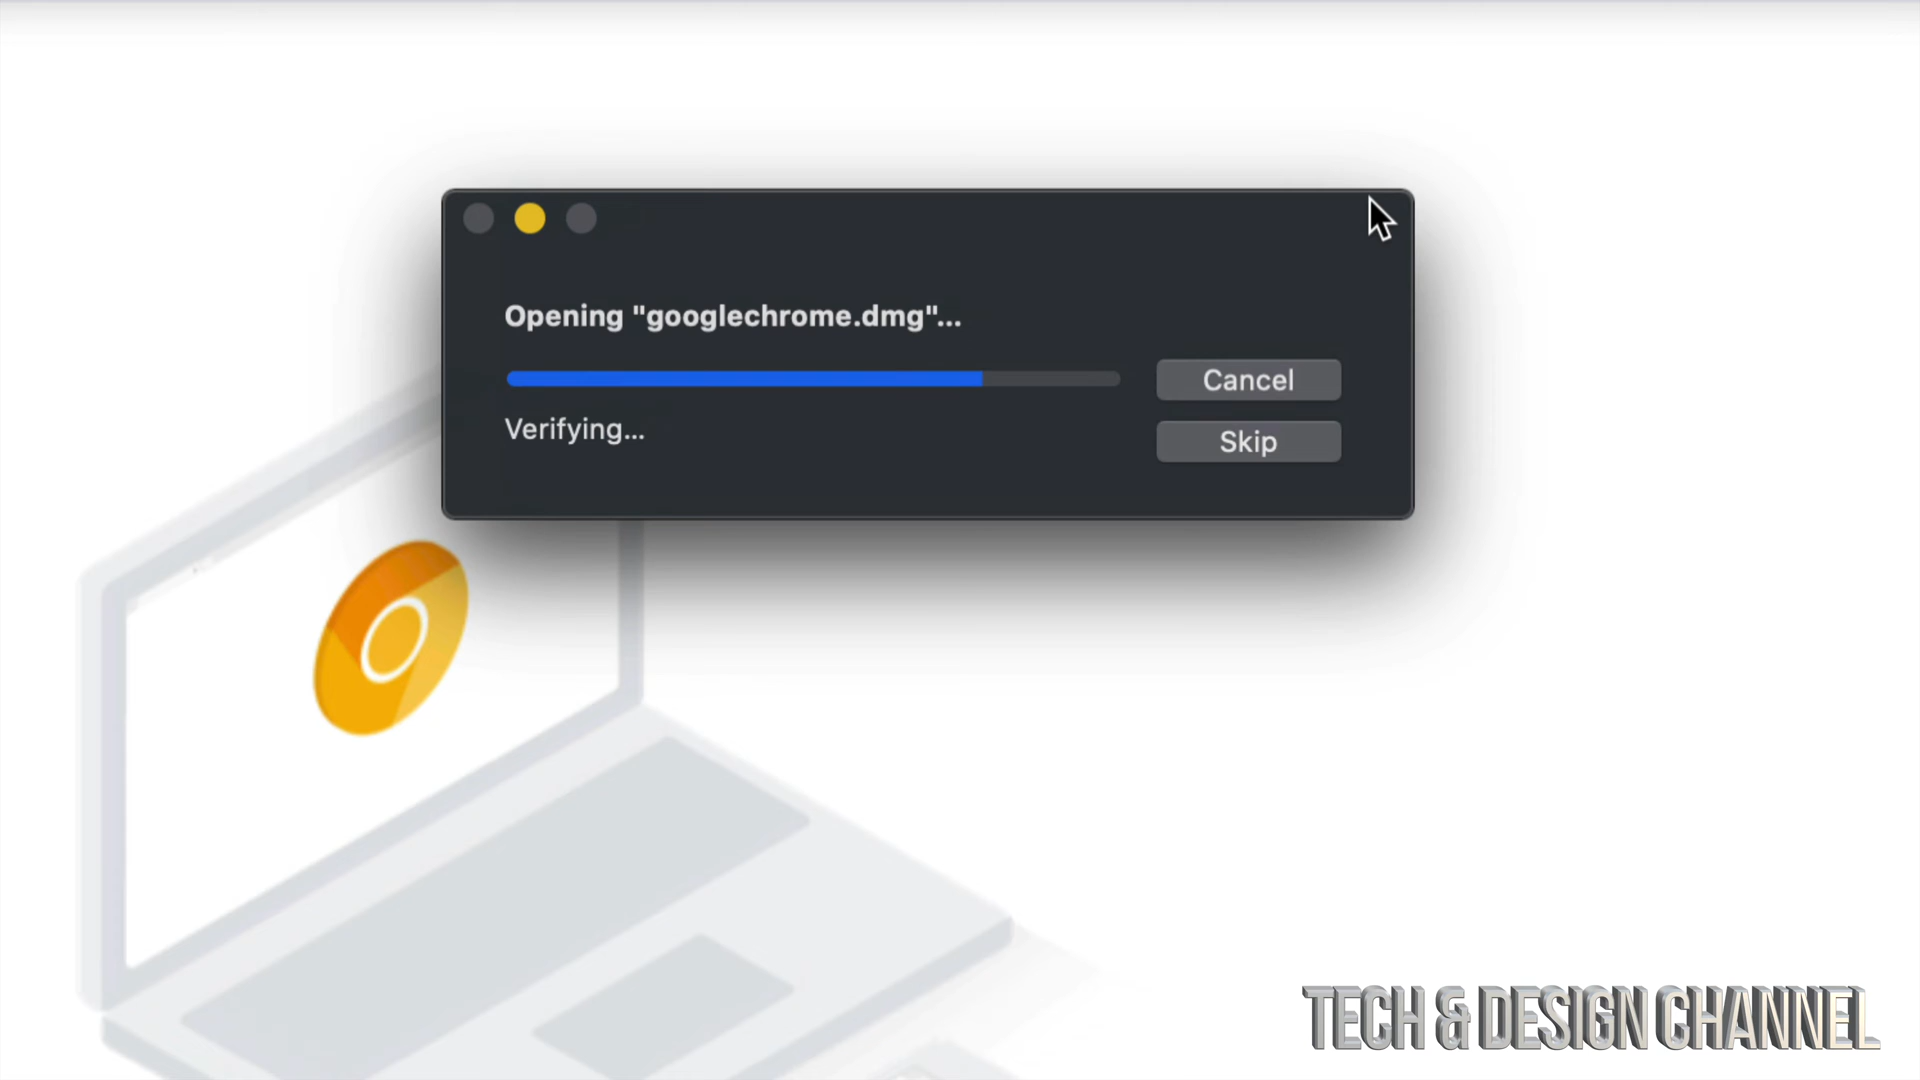 Opening "googlechrome.dmg"...
Cancel
Verifying...
Skip
TECH & DESIGN CHANNEL